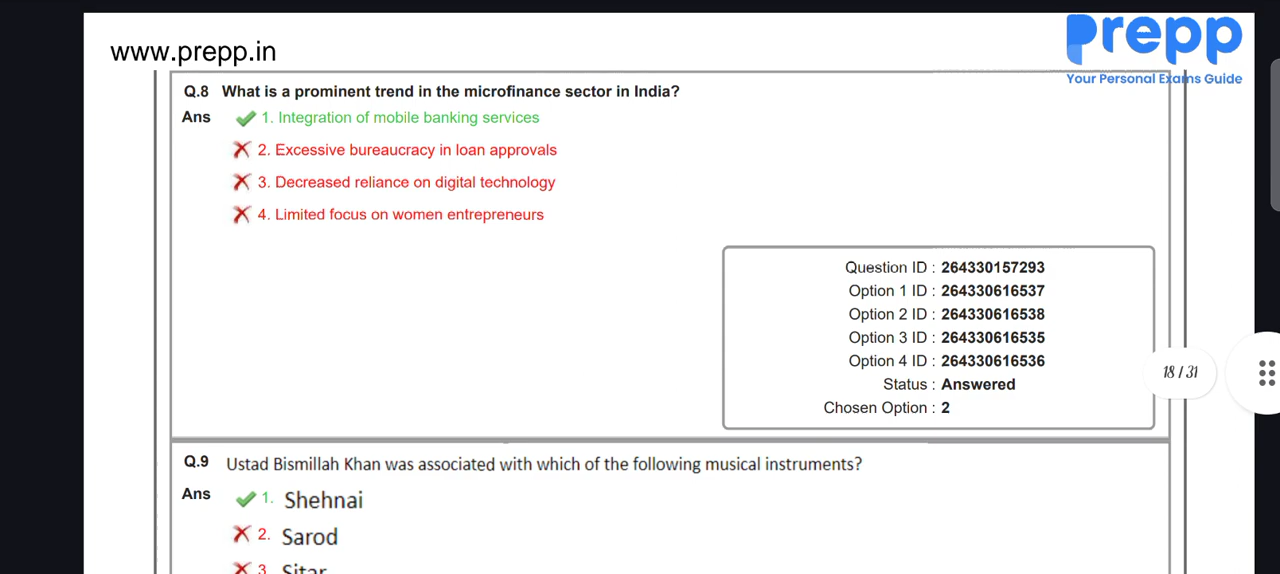 www.prepp.in
Prepp
Your Personal Exams Guide
Q.8 What is a prominent trend in the microfinance sector in India?
Ans 1. Integration of mobile banking services
2. Excessive bureaucracy in loan approvals
3. Decreased reliance on digital technology
4. Limited focus on women entrepreneurs
Question ID : 264330157293
Option 1 ID : 264330616537
Option 2 ID : 264330616538
Option 3 ID : 264330616535
Option 4 ID : 264330616536
Status : Answered
Chosen Option : 2
18 / 31
Q.9 Ustad Bismillah Khan was associated with which of the following musical instruments?
Ans 1. Shehnai
2. Sarod
3. Sitar